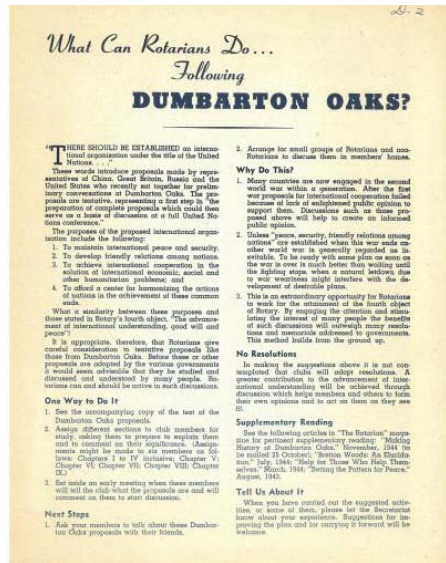 D-2
What Can Rotarians Do...
Following
DUMBARTON OAKS?
"THERE SHOULD BE ESTABLISHED an interna-
tional organization under the title of the United
Nations. . . ."
These words introduce proposals made by repre-
sentatives of China, Great Britain, Russia and the
United States who recently sat together for prelim-
inary conversations at Dumbarton Oaks. The pro-
posals are tentative, representing a first step in "the
preparation of complete proposals which could then
serve as a basis of discussion at a full United Na-
tions conference."
The purposes of the proposed international organ-
ization include the following:
1. To maintain international peace and security.
2. To develop friendly relations among nations.
3. To achieve international cooperation in the
solution of international economic, social and
other humanitarian problems; and
4. To afford a center for harmonizing the actions
of nations in the achievement of these common
ends.
What a similarity between these purposes and
those stated in Rotary's fourth object, "The advance-
ment of international understanding, good will and
peace"!
It is appropriate, therefore, that Rotarians give
careful consideration to tentative proposals like
those from Dumbarton Oaks. Before these or other
proposals are adopted by the various governments
it would seem advisable that they be studied and
discussed and understood by many people. Ro-
tarians can and should be active in such discussions.
One Way to Do It
1. See the accompanying copy of the text of the
Dumbarton Oaks proposals.
2. Assign different sections to club members for
study, asking them to prepare to explain them
and to comment on their significance. (Assign-
ments might be made to six members as fol-
lows: Chapters I to IV inclusive; Chapter V;
Chapter VI; Chapter VII; Chapter VIII; Chapter
IX.)
3. Set aside an early meeting when these members
will tell the club what the proposals are and will
comment on them to start discussion.
Next Steps
1. Ask your members to talk about these Dumbar-
ton Oaks proposals with their friends.
2. Arrange for small groups of Rotarians and non-
Rotarians to discuss them in members' homes.
Why Do This?
1. Many countries are now engaged in the second
world war within a generation. After the first
war proposals for international cooperation failed
because of lack of enlightened public opinion to
support them. Discussions such as those pro-
posed above will help to create an informed
public opinion.
2. Unless "peace, security, friendly relations among
nations" are established when this war ends an-
other world war is generally regarded as in-
evitable. To be ready with some plan as soon as
the war is over is much better than waiting until
the fighting stops, when a natural letdown due
to war weariness might interfere with the de-
velopment of desirable plans.
3. This is an extraordinary opportunity for Rotarians
to work for the attainment of the fourth object
of Rotary. By engaging the attention and stimu-
lating the interest of many people the benefits
of such discussions will outweigh many resolu-
tions and memorials addressed to governments.
This method builds from the ground up.
No Resolutions
In making the suggestions above it is not con-
templated that clubs will adopt resolutions. A
greater contribution to the advancement of inter-
national understanding will be achieved through
discussion which helps members and others to form
their own opinions and to act on them as they see
fit.
Supplementary Reading
See the following articles in "The Rotarian" maga-
zine for pertinent supplementary reading: "Making
History at Dumbarton Oaks," November, 1944 (to
be mailed 25 October); "Bretton Woods: An Elucida-
tion," July, 1944; "Help for Those Who Help Them-
selves," March, 1944; "Setting the Pattern for Peace,"
August, 1943.
Tell Us About It
When you have carried out the suggested activi-
ties, or some of them, please let the Secretariat
know about your experience. Suggestions for im-
proving the plan and for carrying it forward will be
welcome.